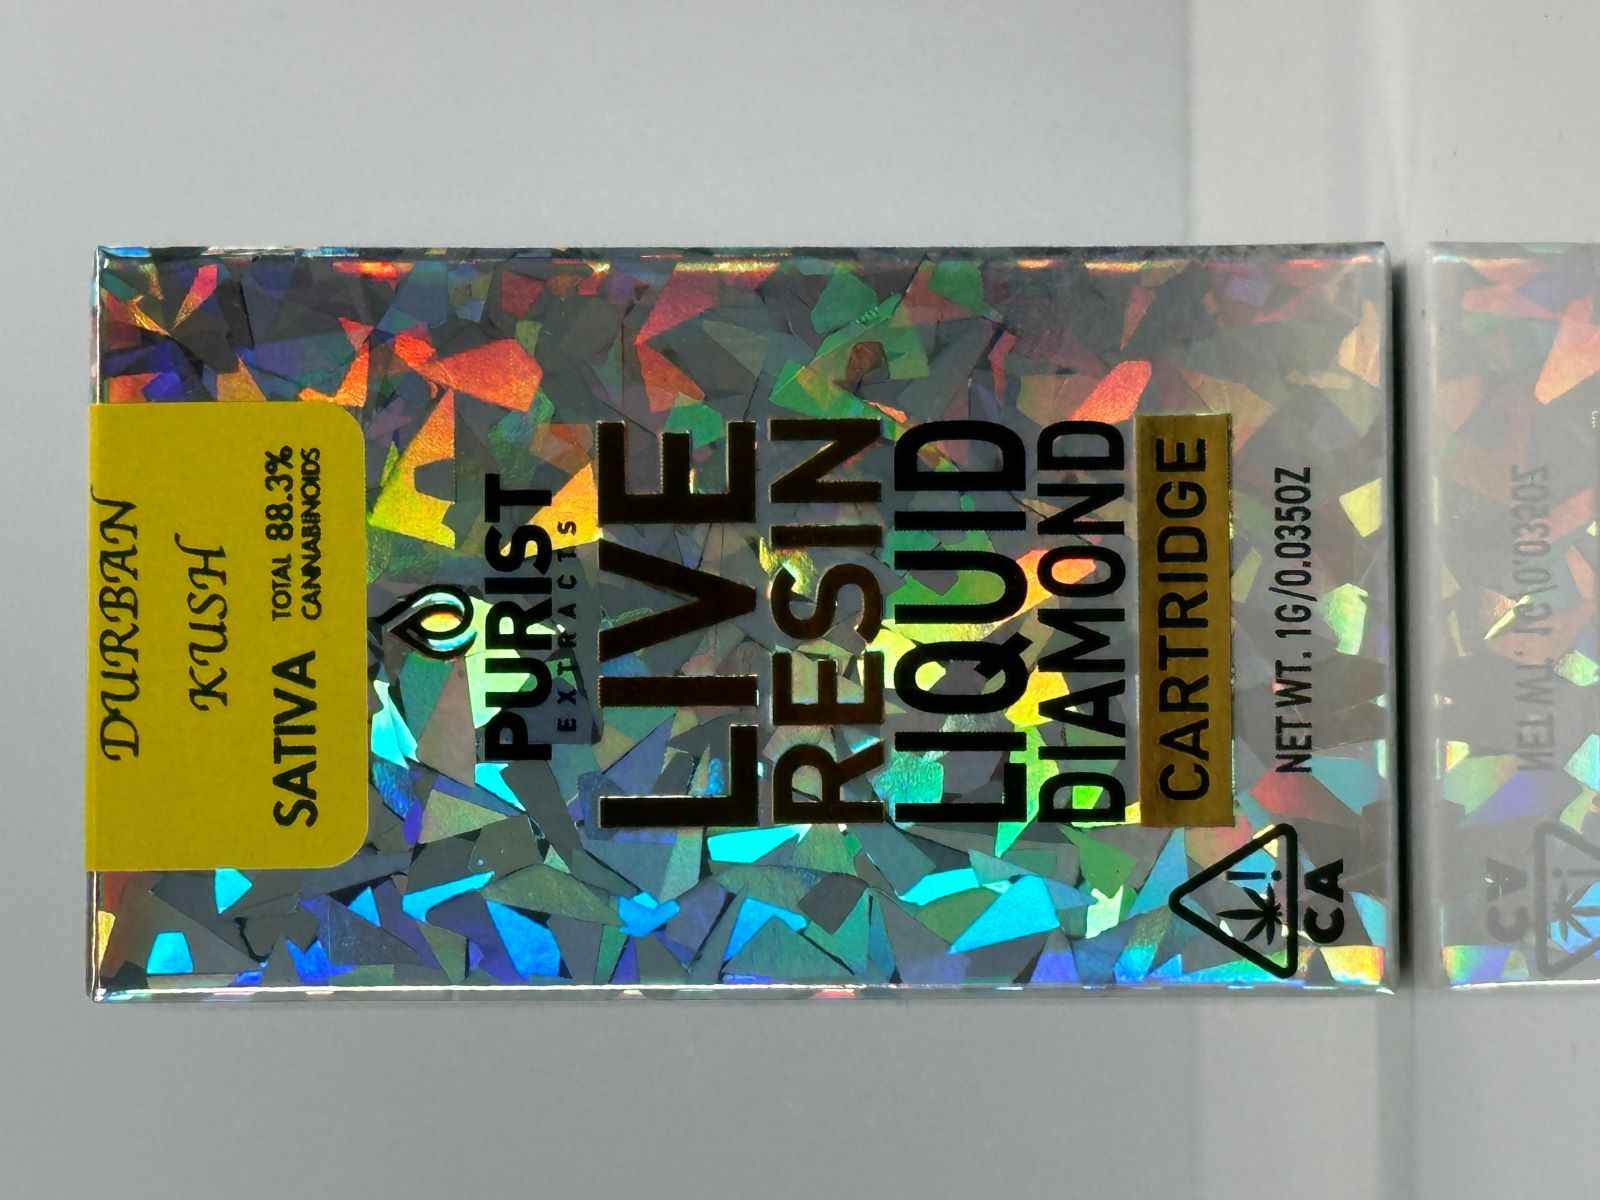 DURBAN
KUSH
SATIVA
TOTAL 88.3%
CANNABINOIDS
PURIST
EXTRACTS
LIVE
RESIN
LIQUID
DIAMOND
CARTRIDGE
NET WT. 1G/0.035OZ
!
CA